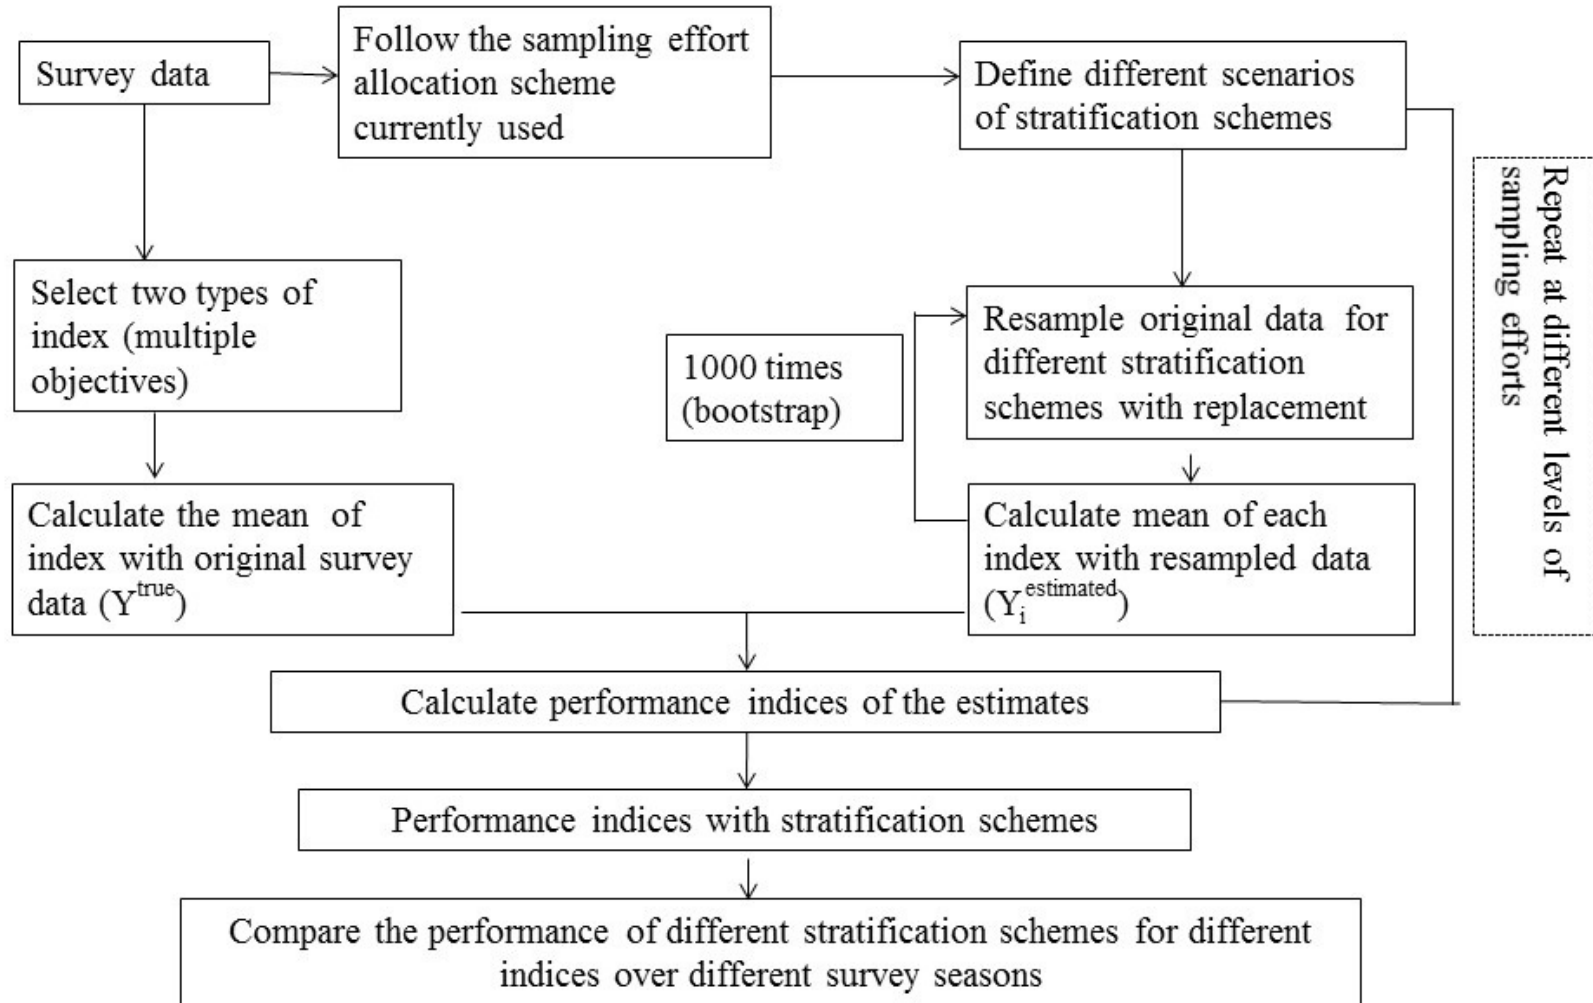 Survey data
Follow the sampling effort
allocation scheme
currently used
Define different scenarios
of stratification schemes
Select two types of
index (multiple
objectives)
1000 times
(bootstrap)
Resample original data for
different stratification
schemes with replacement
Repeat at different levels of
sampling efforts
Calculate the mean of
index with original survey
data (Y^true)
Calculate mean of each
index with resampled data
(Y_i^estimated)
Calculate performance indices of the estimates
Performance indices with stratification schemes
Compare the performance of different stratification schemes for different
indices over different survey seasons